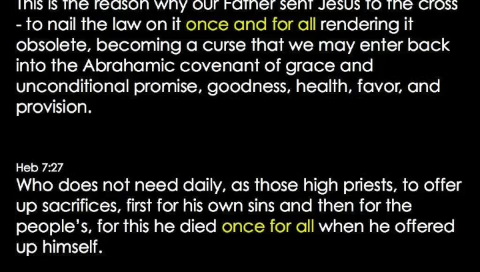 This is the reason why our Father sent Jesus to the cross
- to nail the law on it once and for all rendering it
obsolete, becoming a curse that we may enter back
into the Abrahamic covenant of grace and
unconditional promise, goodness, health, favor, and
provision.
Heb 7:27
Who does not need daily, as those high priests, to offer
up sacrifices, first for his own sins and then for the
people's, for this he died once for all when he offered
up himself.